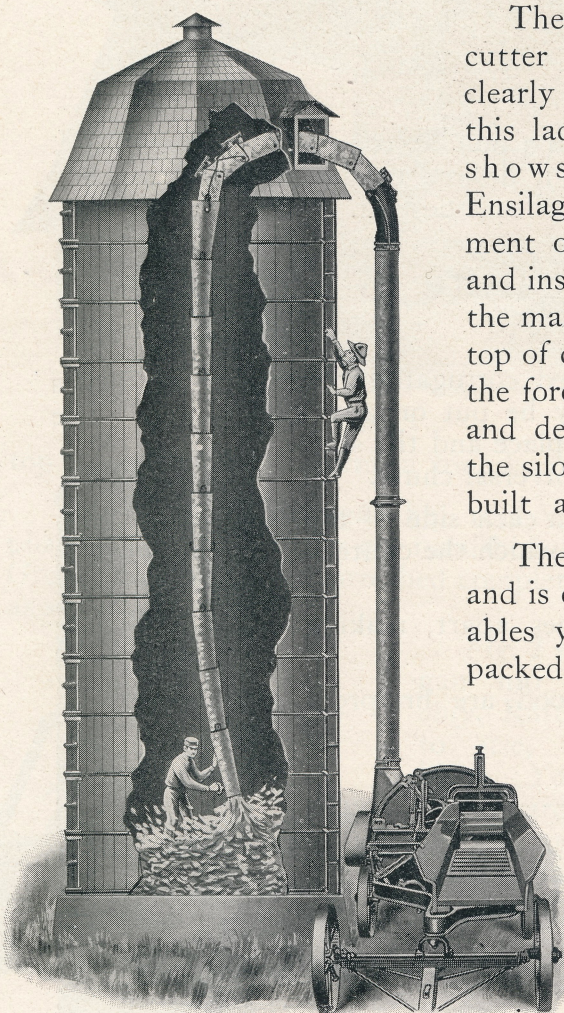 The
cutter
clearly
this lad
shows
Ensilag
ment o
and ins
the ma
top of c
the forc
and de
the silo
built a
The
and is c
ables y
packed